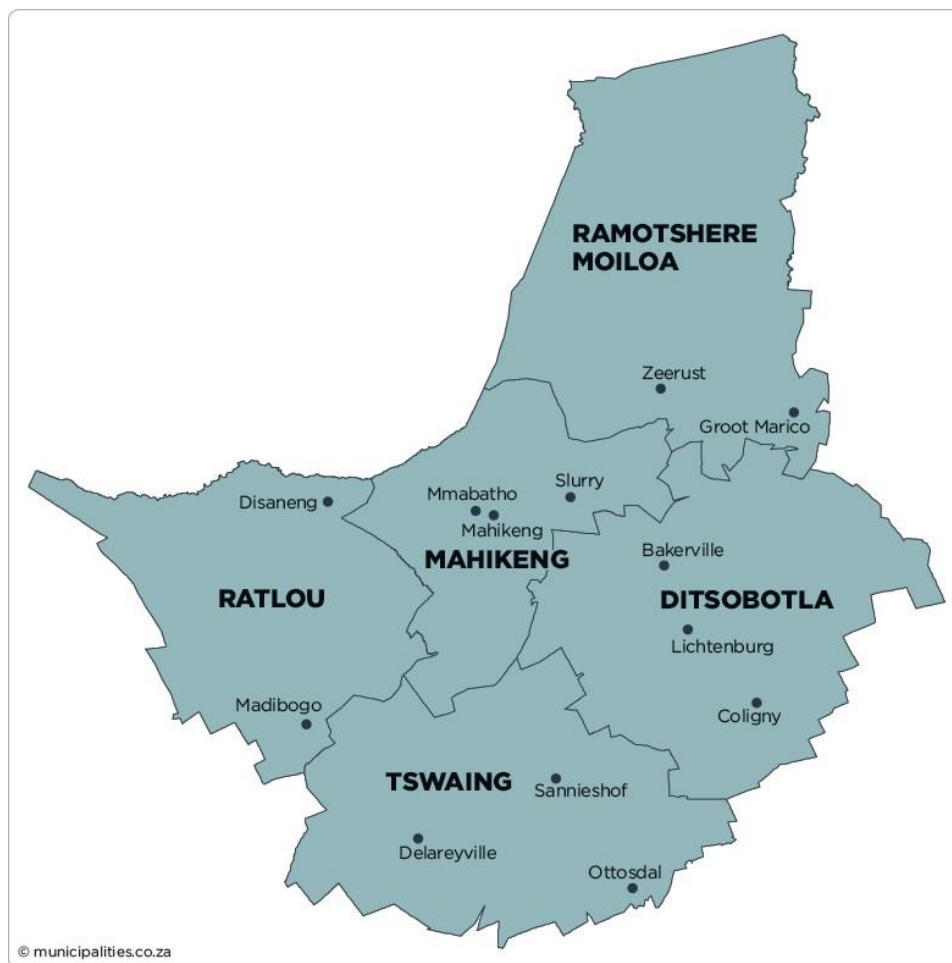 RAMOTSHERE
MOILOA
Zeerust
Groot Marico
Slurry
Mmabatho
Disaneng
Mahikeng
MAHIKENG
Bakerville
RATLOU
DITSOBOTLA
Lichtenburg
Madibogo
Coligny
TSWAING
Sannieshof
Delareyville
Ottosdal
© municipalities.co.za